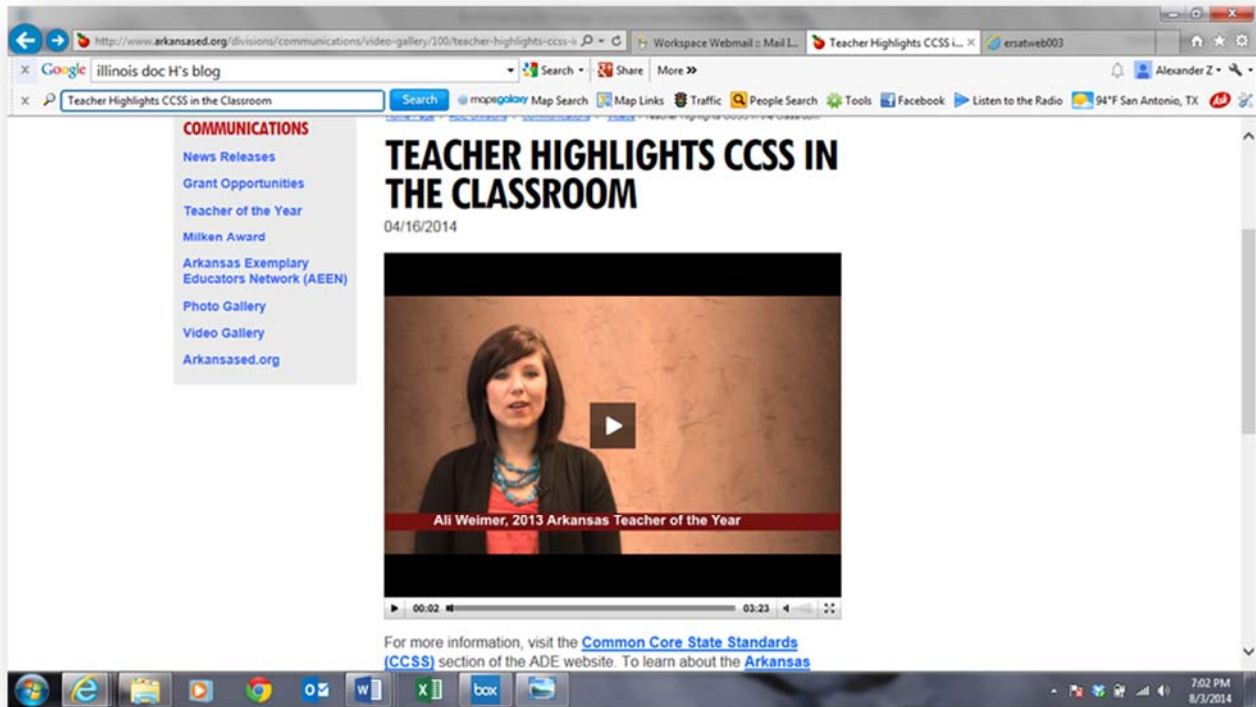 http://www.arkansased.org/divisions/communications/video-gallery/100/teacher-highlights-ccss-i
Workspace Webmail :: Mail I...
Teacher Highlights CCSS i...
ersatweb003
Google
illinois doc H's blog
Search
Share
More
Alexander Z
Teacher Highlights CCSS in the Classroom
Search
mapsgalaxy
Map Search
Map Links
Traffic
People Search
Tools
Facebook
Listen to the Radio
94°F San Antonio, TX
COMMUNICATIONS
News Releases
Grant Opportunities
Teacher of the Year
Milken Award
Arkansas Exemplary
Educators Network (AEEN)
Photo Gallery
Video Gallery
Arkansased.org
TEACHER HIGHLIGHTS CCSS IN
THE CLASSROOM
04/16/2014
Ali Weimer, 2013 Arkansas Teacher of the Year
00:02
03:23
For more information, visit the Common Core State Standards
(CCSS) section of the ADE website. To learn about the Arkansas
box
7:02 PM
8/3/2014